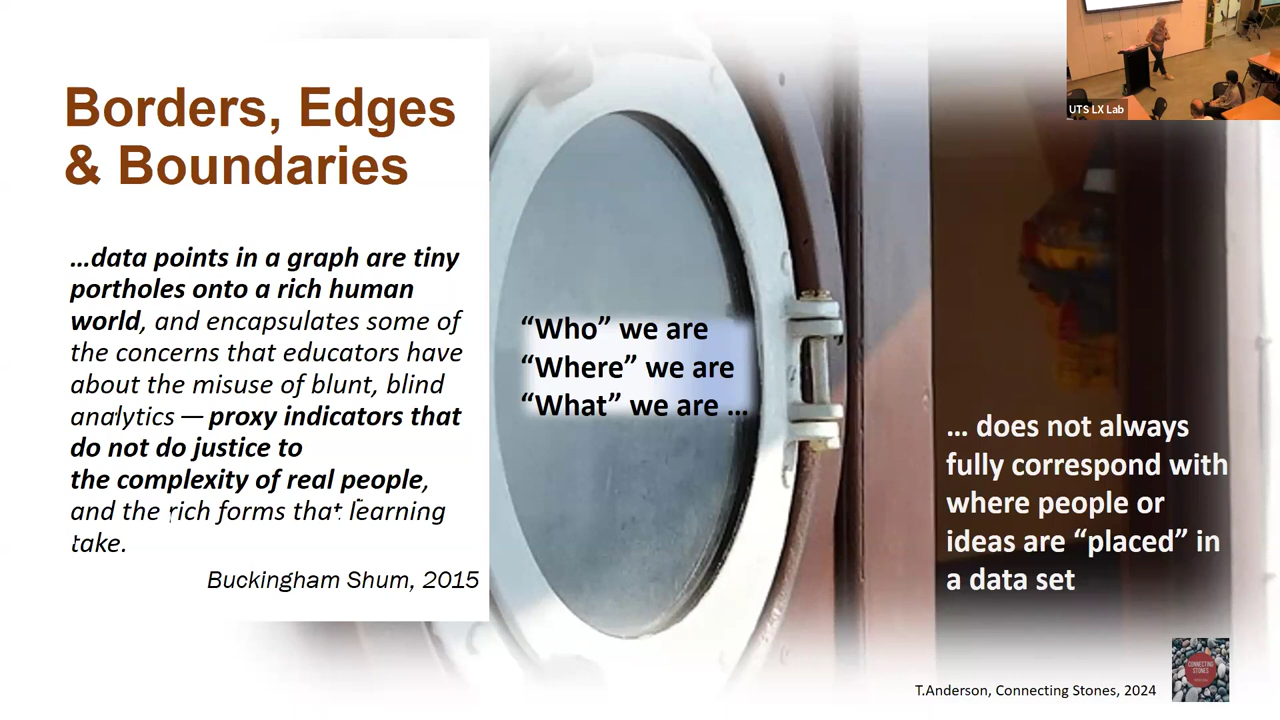 Borders, Edges
& Boundaries
…data points in a graph are tiny
portholes onto a rich human
world, and encapsulates some of
the concerns that educators have
about the misuse of blunt, blind
analytics — proxy indicators that
do not do justice to
the complexity of real people,
and the rich forms that learning
take.
Buckingham Shum, 2015
“Who” we are
“Where” we are
“What” we are …
… does not always
fully correspond with
where people or
ideas are “placed” in
a data set
UTS LX Lab
CONNECTING
STONES
T.Anderson, Connecting Stones, 2024